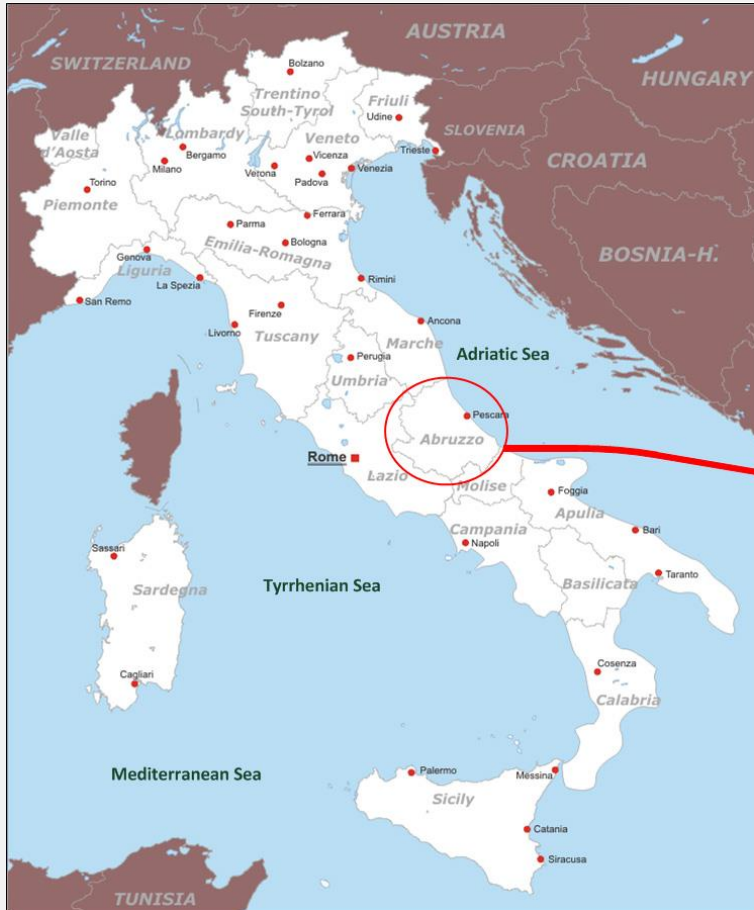 AUSTRIA
SWITZERLAND
Bolzano
HUNGARY
Trentino
South-Tyrol
Friuli
Udine
SLOVENIA
Valle
d'Aosta
Lombardy
Bergamo
Milano
Veneto
Vicenza
Verona
Padova
Venezia
Trieste
CROATIA
Torino
Piemonte
Parma
Ferrara
Emilia-Romagna
Bologna
BOSNIA-H.
Genova
Liguria
La Spezia
Rimini
San Remo
Firenze
Livorno
Tuscany
Ancona
Marche
Adriatic Sea
Perugia
Umbria
Pescara
Abruzzo
Rome
Lazio
Molise
Foggia
Apulia
Campania
Napoli
Bari
Sassari
Sardegna
Tyrrhenian Sea
Basilicata
Taranto
Cagliari
Cosenza
Calabria
Mediterranean Sea
Palermo
Messina
Sicily
Catania
Siracusa
TUNISIA